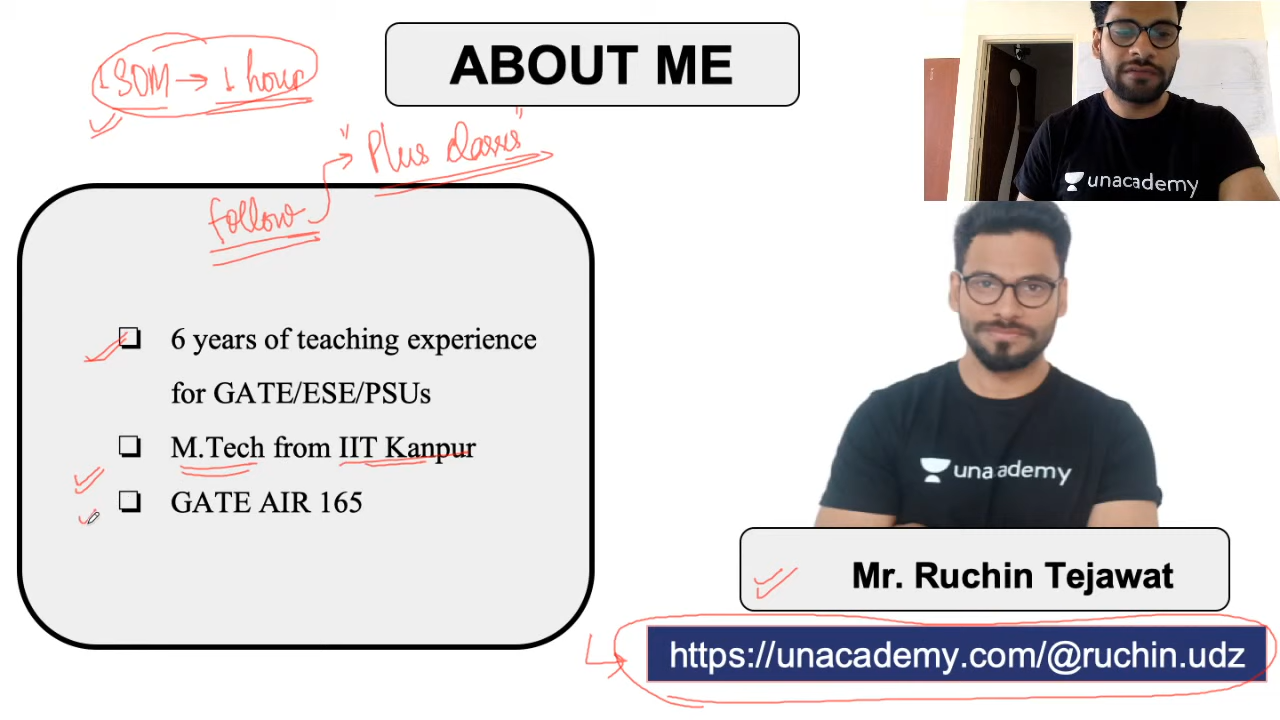 ABOUT ME
SOM → 1 hour
"Plus classes"
follow
unacademy
6 years of teaching experience
for GATE/ESE/PSUs
M.Tech from IIT Kanpur
GATE AIR 165
unacademy
Mr. Ruchin Tejawat
https://unacademy.com/@ruchin.udz